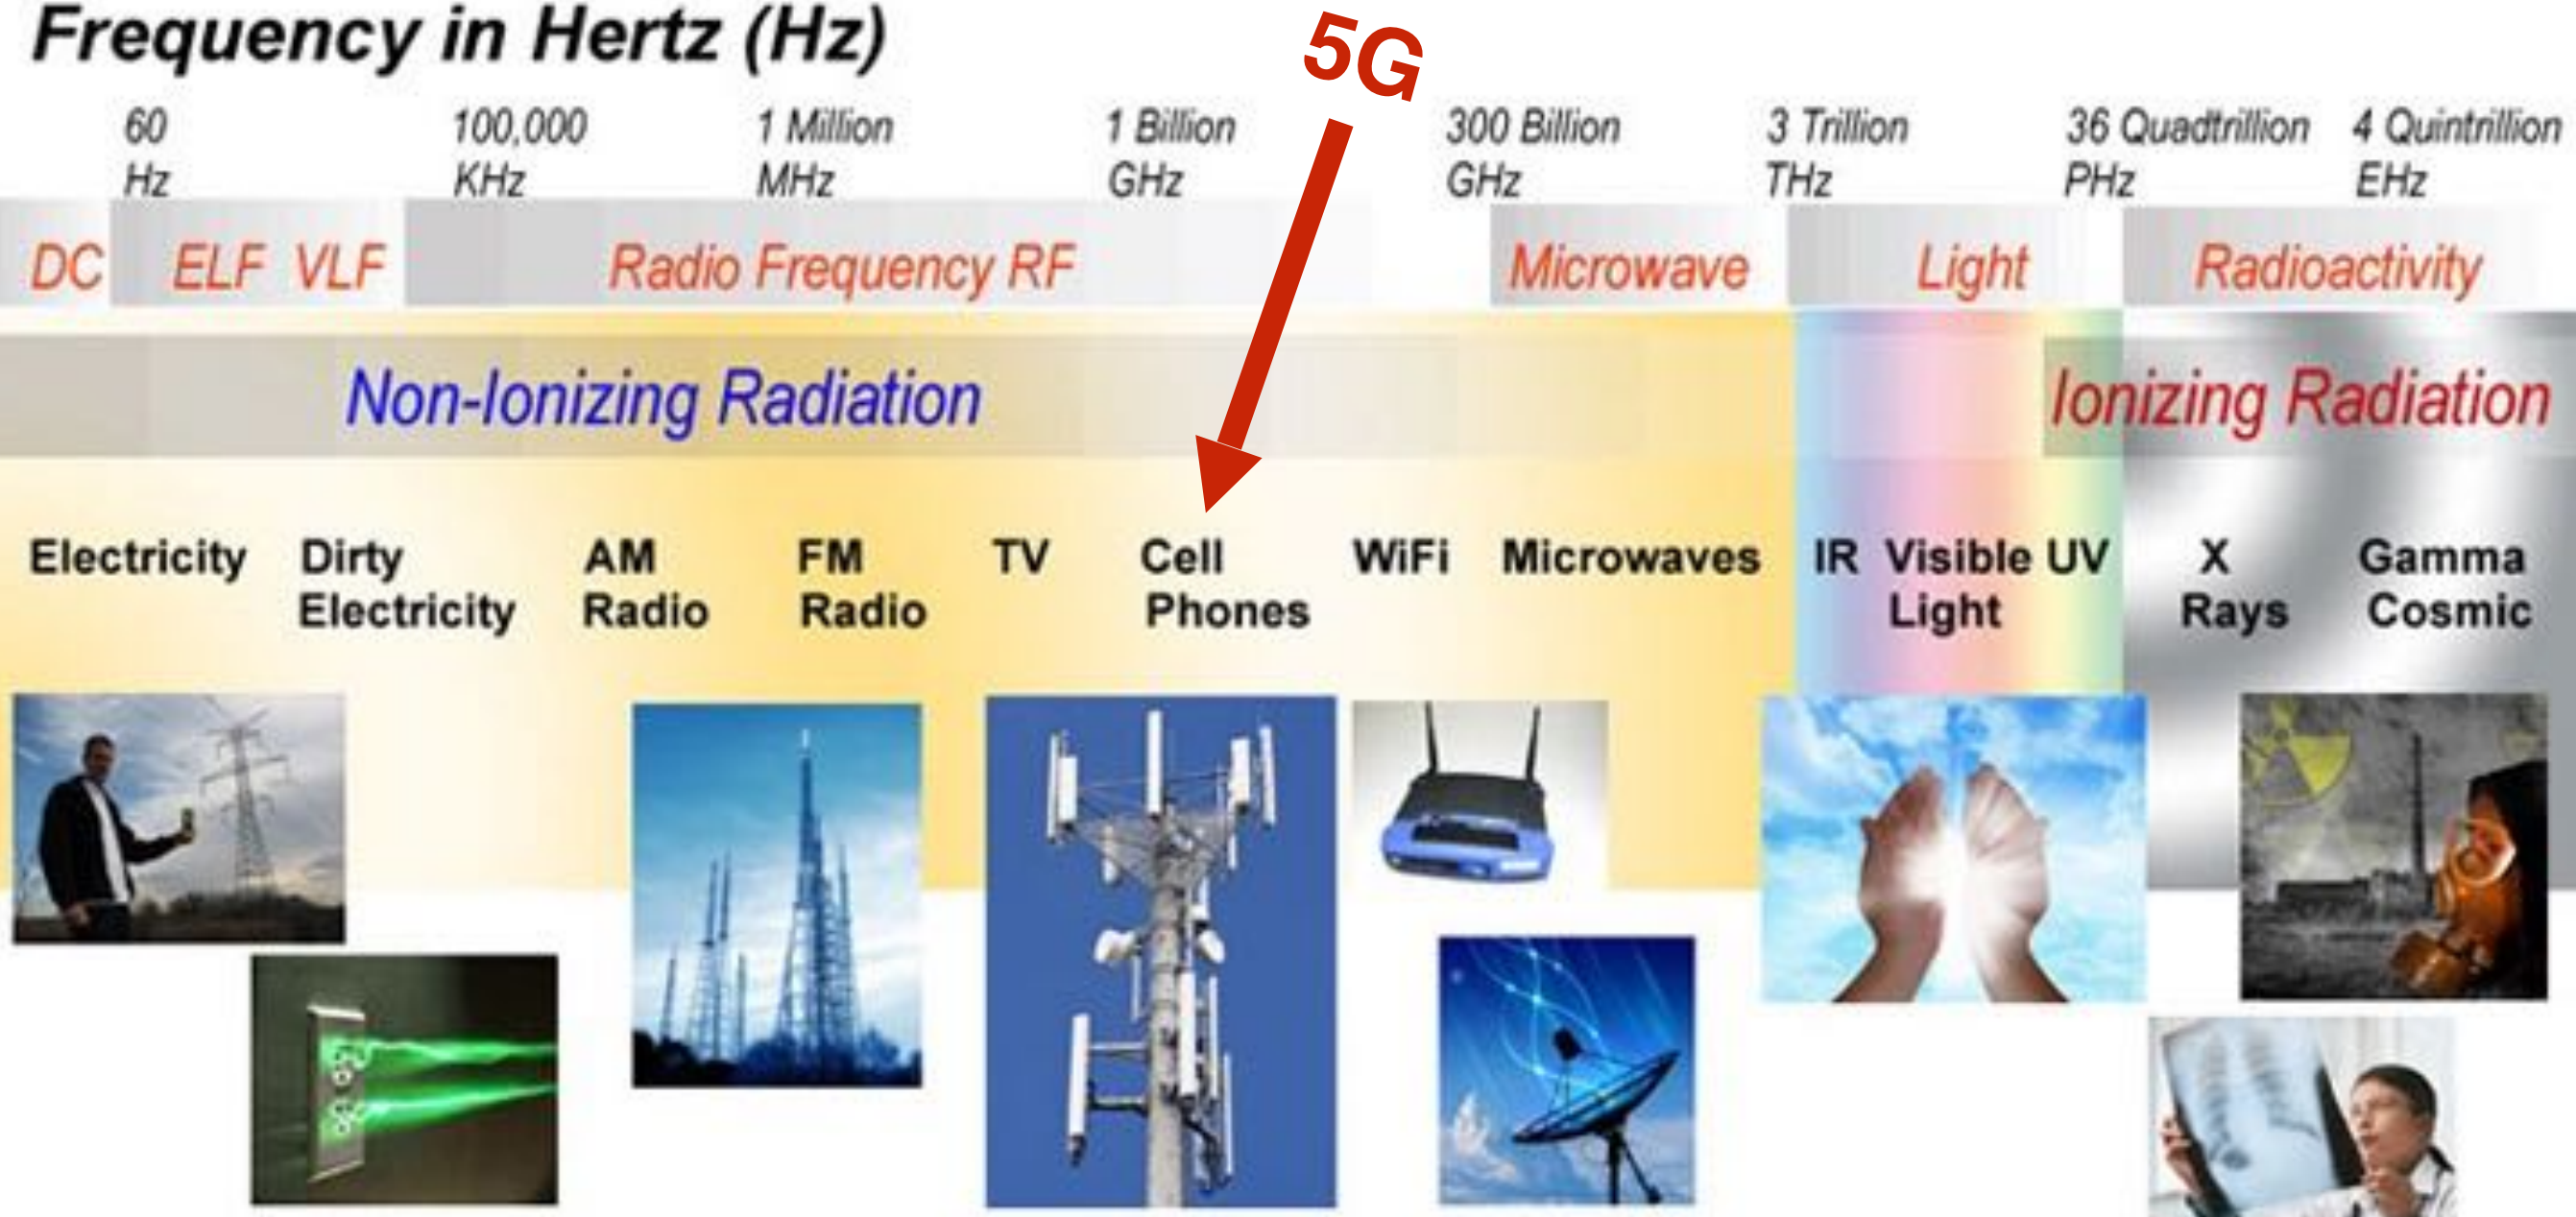 Frequency in Hertz (Hz)
5G
60 100,000 1 Million 1 Billion 300 Billion 3 Trillion 36 Quadtrillion 4 Quintrillion
Hz KHz MHz GHz GHz THz PHz EHz
DC ELF VLF Radio Frequency RF Microwave Light Radioactivity
Non-Ionizing Radiation Ionizing Radiation
Electricity Dirty AM FM TV Cell WiFi Microwaves IR Visible UV X Gamma
Electricity Radio Radio Phones Light Rays Cosmic